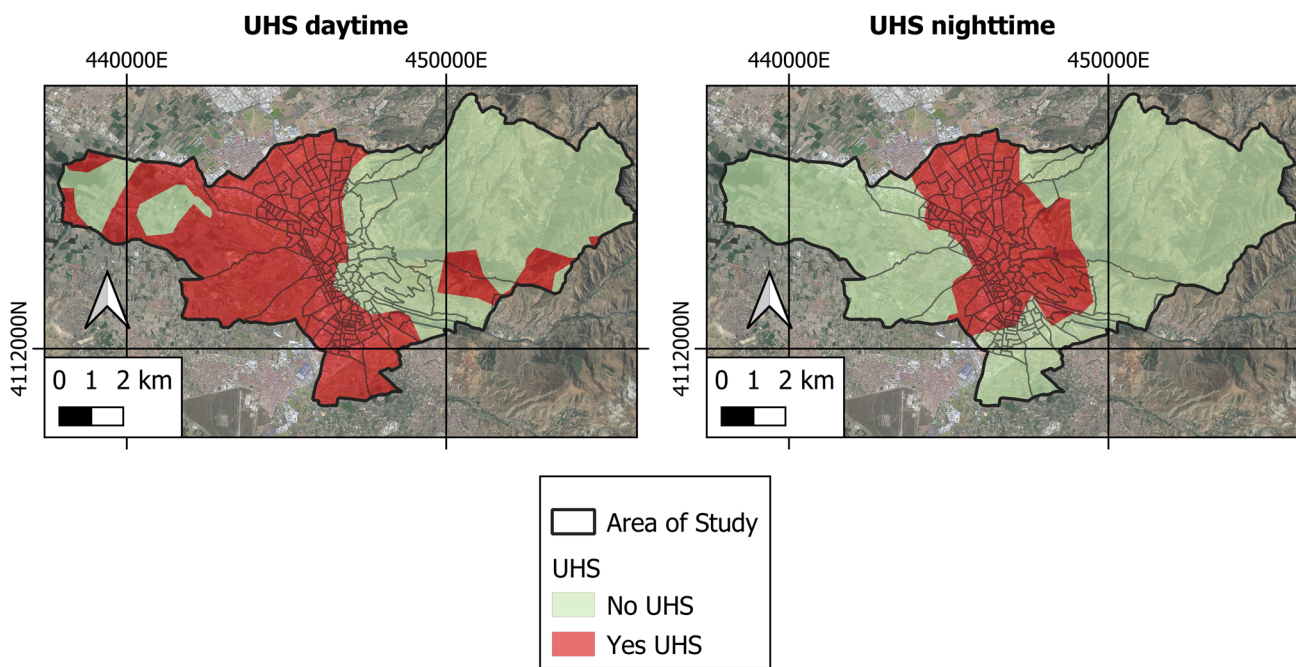 UHS daytime
UHS nighttime
440000E
450000E
440000E
450000E
4112000N
4112000N
0 1 2 km
0 1 2 km
Area of Study
UHS
No UHS
Yes UHS